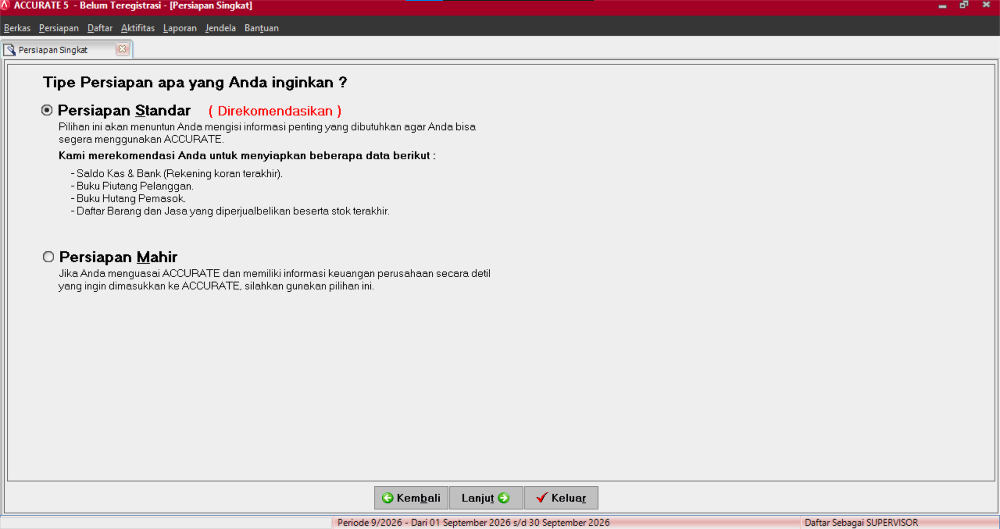 ACCURATE 5 - Belum Teregistrasi - [Persiapan Singkat]
Berkas Persiapan Daftar Aktifitas Laporan Jendela Bantuan
Persiapan Singkat
Tipe Persiapan apa yang Anda inginkan ?
Persiapan Standar ( Direkomendasikan )
Pilihan ini akan menuntun Anda mengisi informasi penting yang dibutuhkan agar Anda bisa
segera menggunakan ACCURATE.
Kami merekomendasi Anda untuk menyiapkan beberapa data berikut :
- Saldo Kas & Bank (Rekening koran terakhir).
- Buku Piutang Pelanggan.
- Buku Hutang Pemasok.
- Daftar Barang dan Jasa yang diperjualbelikan beserta stok terakhir.
Persiapan Mahir
Jika Anda menguasai ACCURATE dan memiliki informasi keuangan perusahaan secara detil
yang ingin dimasukkan ke ACCURATE, silahkan gunakan pilihan ini.
Kembali Lanjut Keluar
Periode 9/2026 - Dari 01 September 2026 s/d 30 September 2026 Daftar Sebagai SUPERVISOR